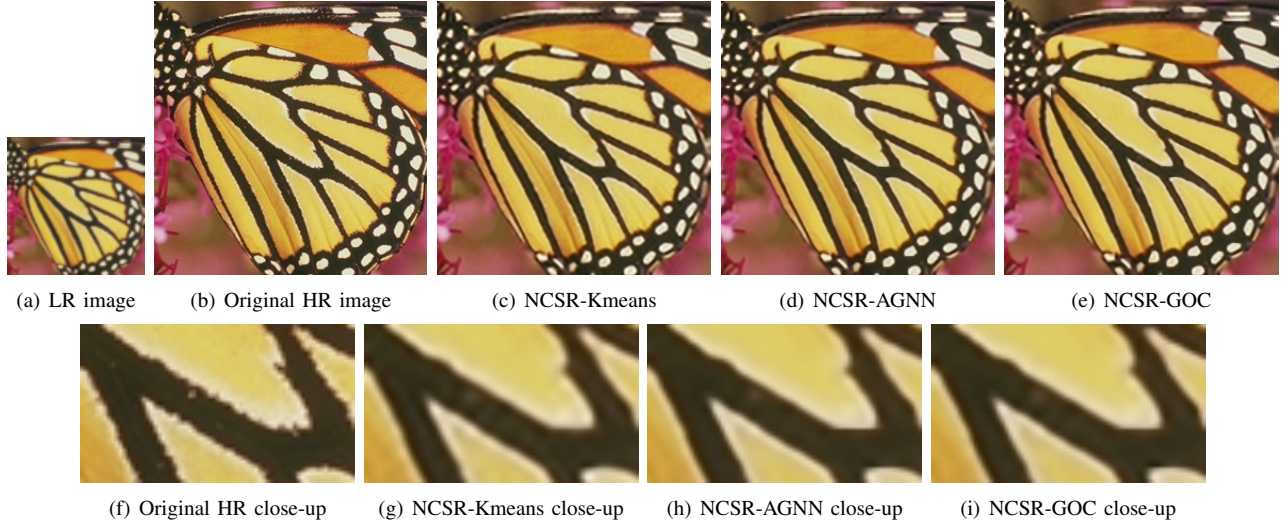 (a) LR image
(b) Original HR image
(c) NCSR-Kmeans
(d) NCSR-AGNN
(e) NCSR-GOC
(f) Original HR close-up
(g) NCSR-Kmeans close-up
(h) NCSR-AGNN close-up
(i) NCSR-GOC close-up